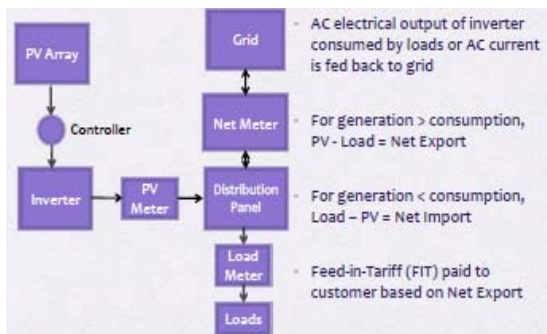 PV Array
Controller
Inverter
PV
Meter
Grid
Net Meter
Distribution
Panel
Load
Meter
Loads
AC electrical output of inverter
consumed by loads or AC current
is fed back to grid
For generation > consumption,
PV - Load = Net Export
For generation < consumption,
Load – PV = Net Import
Feed-in-Tariff (FIT) paid to
customer based on Net Export